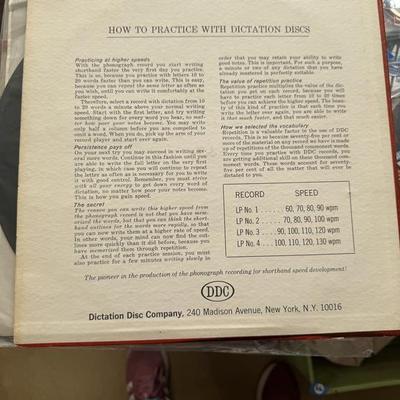 HOW TO PRACTICE WITH DICTATION DISCS
Practicing at higher speeds
With the phonograph record you start writing
shorthand faster the very first day you practice.
This is so, because you practice with letters 10 to
20 words faster than you can write. This is easy,
because you can repeat the same letter as often as
you wish, until you can write it comfortably at the
faster speed.
Therefore, select a record with dictation from 10
to 20 words a minute above your normal writing
speed. Start with the first letter, and play and try
something down for every word you hear, no mat-
ter how poor your notes become. You may write
only half a column before you are compelled to
end a word. When you do, pick up the arm of your
record player and start over again.
Persistence pays off
On your next try you may succeed in writing sev-
eral more words. Continue in this fashion until you
are able to write the full letter on the very first
playing, in which case you will continue to repeat
the letter as often as is necessary for you to write
it with good control. Remember, you must strive
with all your energy to get down every word of
dictation, no matter how poor your notes become.
This is how you gain speed.
The secret
The reason you can write this higher speed from
the phonograph record is not that you have mem-
orized the words, but that you can think of the short-
hand outlines for the words more rapidly, so that
you can now write them at a higher rate of speed.
In other words, your mind can now find the out-
lines more quickly than it did before, because you
have memorized them through repetition.
At the end of each practice session, you must
also practice for a few minutes writing slowly in
order that you may retain your ability to write
good notes. This is important. For such a purpose,
a minute or two of any dictation that you have
already mastered is perfectly suitable.
The value of repetition practice
Repetition practice multiplies the value of the dic-
tation you get on each record, because you will
have to practice each letter from 10 to 20 times
before you can achieve the higher speed. The beau-
ty of this kind of practice is that each time you
write the letter over again, you are able to write
that much faster, and that much easier.
How we selected the vocabulary
Repetition is a valuable factor in the use of DDC
records. This is because seventy-five per cent of
most of the material on any record we have is made
up of repetitions of the thousand commonest words.
Every time you practice with DDC records, you
are getting additional skill on these thousand com-
monest words. These words account for seventy-
five per cent of all the matter that you will ever
be likely to write.
RECORD SPEED
LP No. 1 ..... 60, 70, 80, 90 wpm
LP No. 2 ..... 70, 80, 90, 100 wpm
LP No. 3 .... 90, 100, 110, 120 wpm
LP No. 4 .... 100, 110, 120, 130 wpm
The pioneer in the production of the phonograph recording for shorthand speed development!
DDC
Dictation Disc Company, 240 Madison Avenue, New York, N.Y. 10016